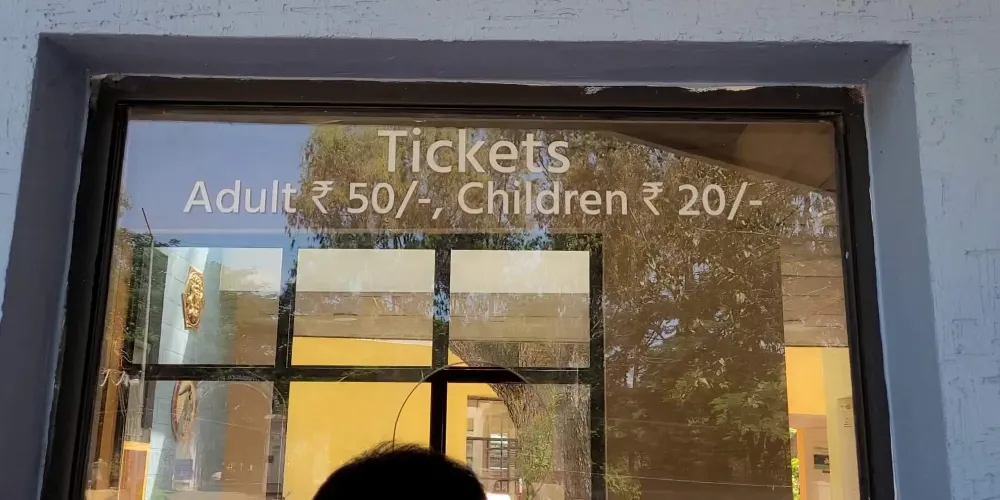 Tickets
Adult ₹ 50/-, Children ₹ 20/-